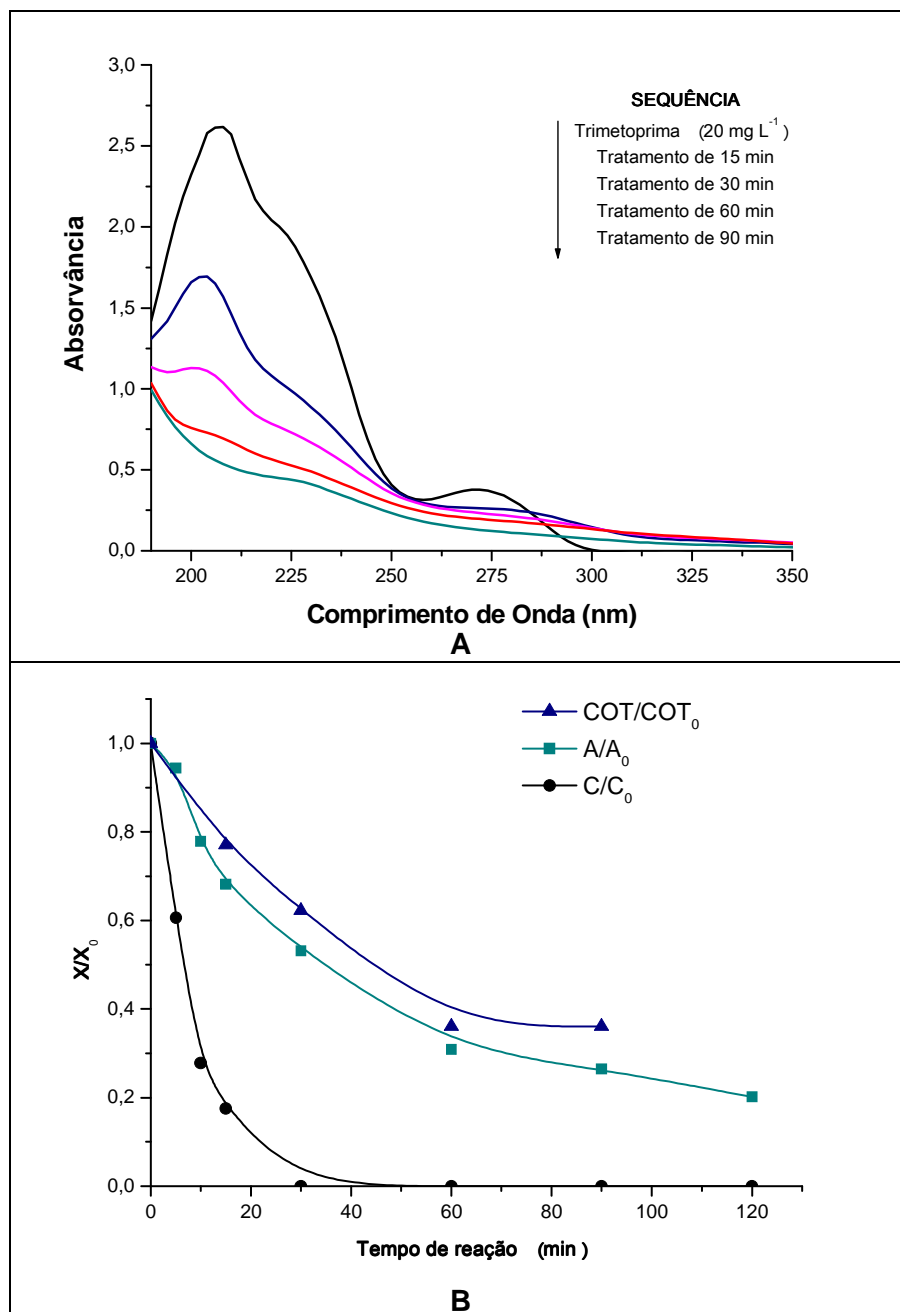 3,0
2,5
2,0
1,5
1,0
0,5
0,0
Absorvância
SEQUÊNCIA
Trimetoprima (20 mg L⁻¹)
Tratamento de 15 min
Tratamento de 30 min
Tratamento de 60 min
Tratamento de 90 min
200 225 250 275 300 325 350
Comprimento de Onda (nm)
A
COT/COT₀
A/A₀
C/C₀
1,0
0,8
0,6
0,4
0,2
0,0
X/X₀
0 20 40 60 80 100 120
Tempo de reação (min )
B